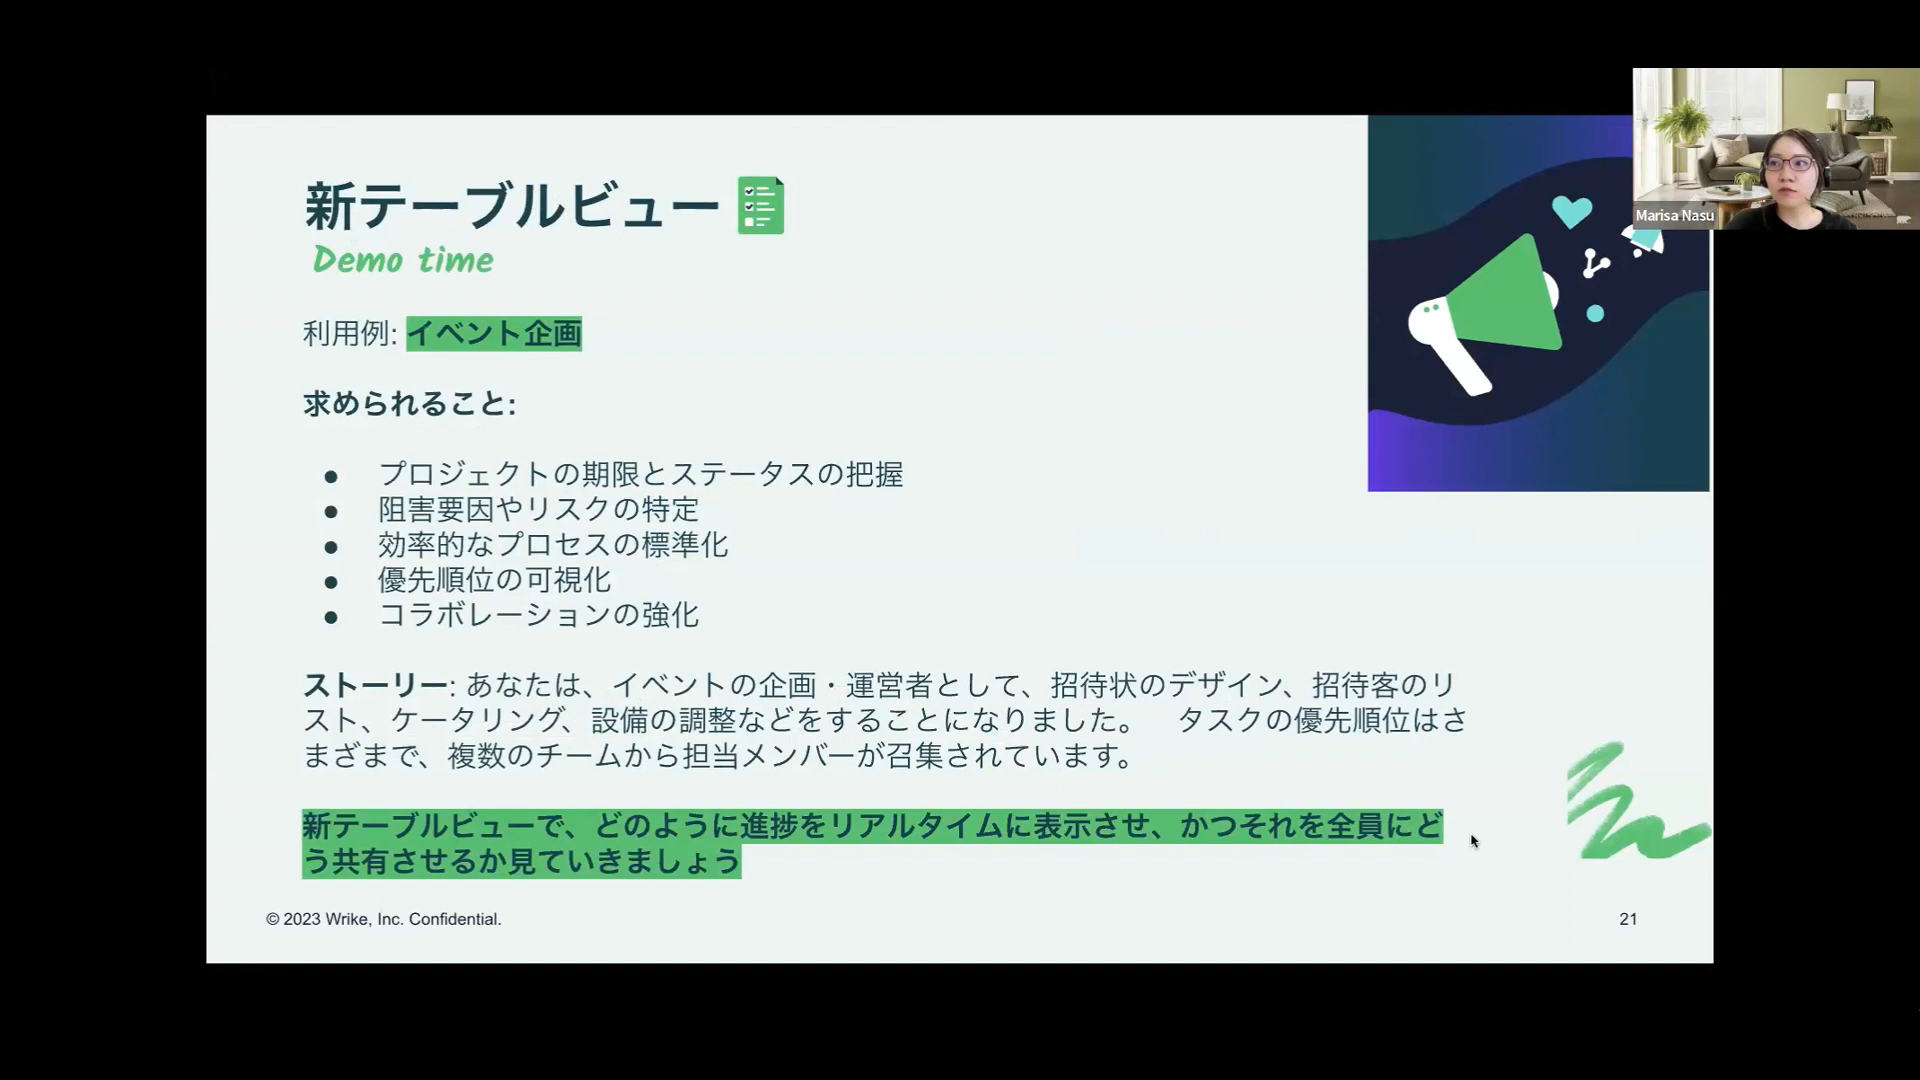 新テーブルビュー
Demo time
利用例: イベント企画
求められること:
● プロジェクトの期限とステータスの把握
● 阻害要因やリスクの特定
● 効率的なプロセスの標準化
● 優先順位の可視化
● コラボレーションの強化
ストーリー: あなたは、イベントの企画・運営者として、招待状のデザイン、招待客のリ
スト、ケータリング、設備の調整などをすることになりました。　タスクの優先順位はさ
まざまで、複数のチームから担当メンバーが召集されています。
新テーブルビューで、どのように進捗をリアルタイムに表示させ、かつそれを全員にど
う共有させるか見ていきましょう
© 2023 Wrike, Inc. Confidential.
21
Marisa Nasu